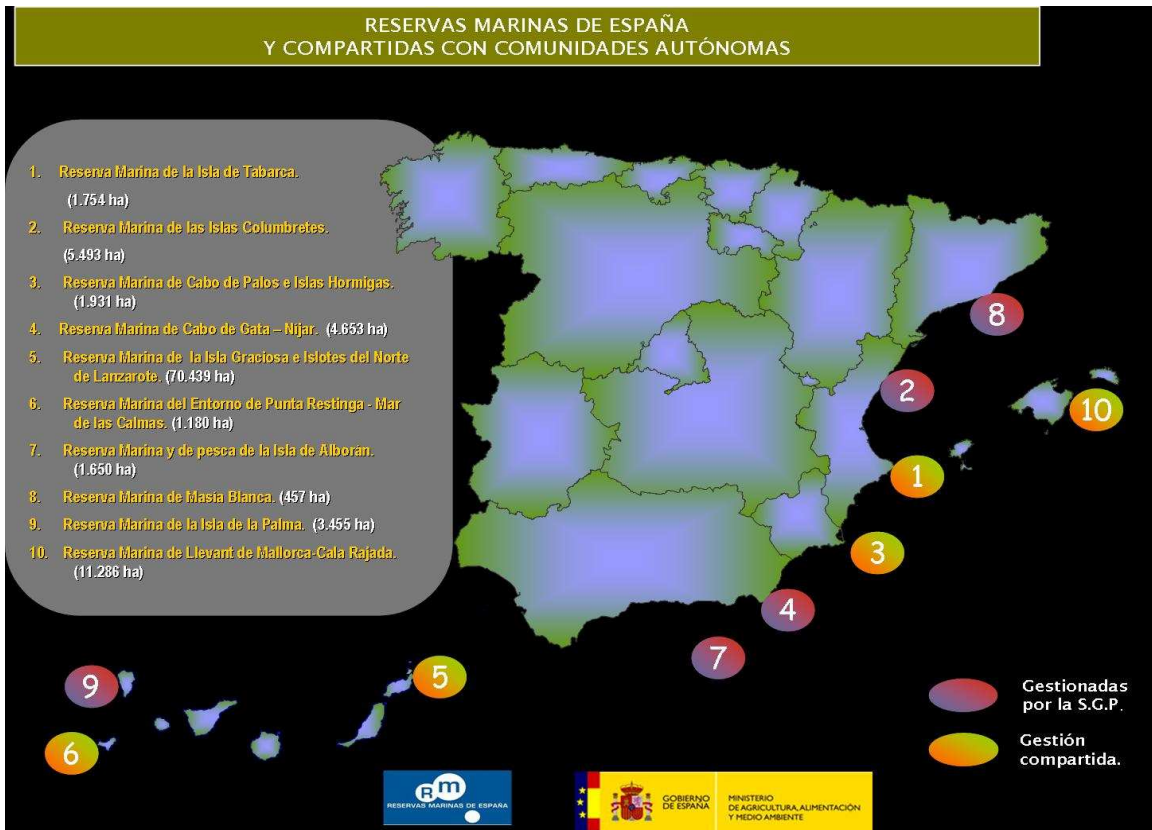 RESERVAS MARINAS DE ESPAÑA
Y COMPARTIDAS CON COMUNIDADES AUTÓNOMAS
1. Reserva Marina de la Isla de Tabarca.
(1.754 ha)
2. Reserva Marina de las Islas Columbretes.
(5.493 ha)
3. Reserva Marina de Cabo de Palos e Islas Hormigas.
(1.931 ha)
4. Reserva Marina de Cabo de Gata – Níjar. (4.653 ha)
5. Reserva Marina de la Isla Graciosa e Islotes del Norte
de Lanzarote. (70.439 ha)
6. Reserva Marina del Entorno de Punta Restinga - Mar
de las Calmas. (1.180 ha)
7. Reserva Marina y de pesca de la Isla de Alborán.
(1.650 ha)
8. Reserva Marina de Masía Blanca. (457 ha)
9. Reserva Marina de la Isla de la Palma. (3.455 ha)
10. Reserva Marina de Llevant de Mallorca-Cala Rajada.
(11.286 ha)
8
2
10
1
3
4
7
5
9
6
Gestionadas
por la S.G.P.
Gestión
compartida.
Rm
RESERVAS MARINAS DE ESPAÑA
GOBIERNO
DE ESPAÑA
MINISTERIO
DE AGRICULTURA, ALIMENTACIÓN
Y MEDIO AMBIENTE